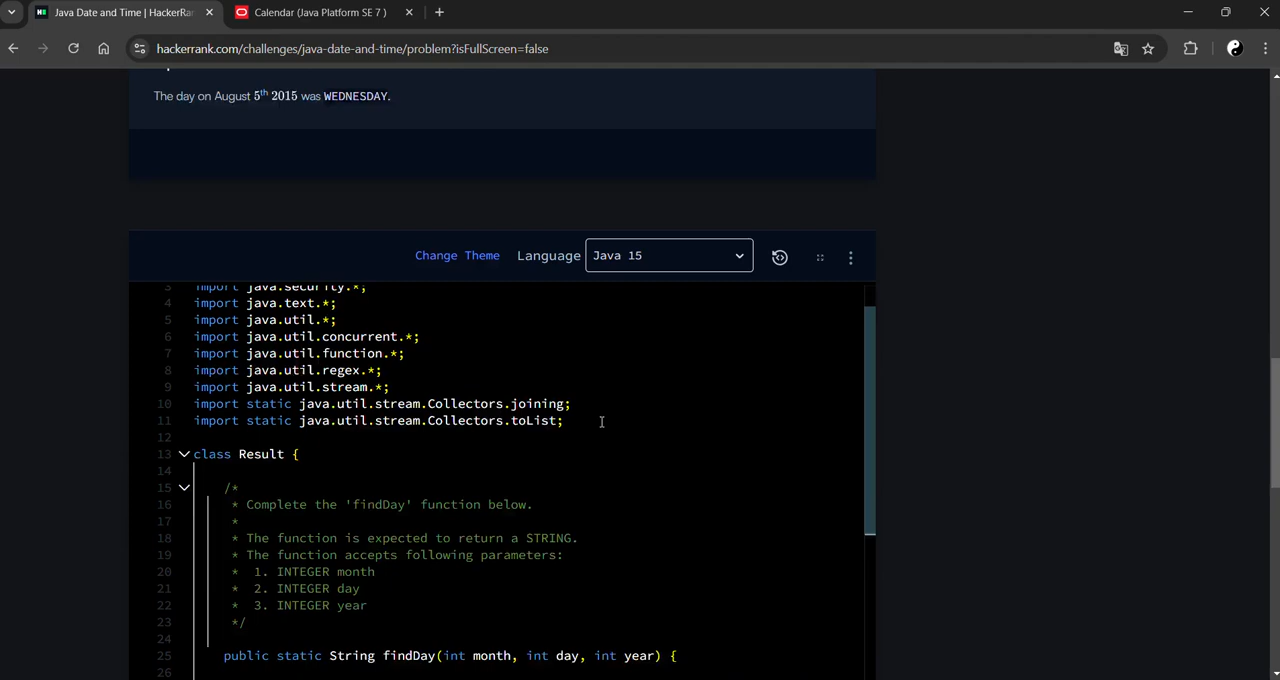 Java Date and Time | HackerRa
Calendar (Java Platform SE 7 )
hackerrank.com/challenges/java-date-and-time/problem?isFullScreen=false
The day on August 5th 2015 was WEDNESDAY.
Change Theme Language Java 15
3 import java.security.*;
4 import java.text.*;
5 import java.util.*;
6 import java.util.concurrent.*;
7 import java.util.function.*;
8 import java.util.regex.*;
9 import java.util.stream.*;
10 import static java.util.stream.Collectors.joining;
11 import static java.util.stream.Collectors.toList;
12
13 class Result {
14
15 /*
16 * Complete the 'findDay' function below.
17 *
18 * The function is expected to return a STRING.
19 * The function accepts following parameters:
20 * 1. INTEGER month
21 * 2. INTEGER day
22 * 3. INTEGER year
23 */
24
25 public static String findDay(int month, int day, int year) {
26